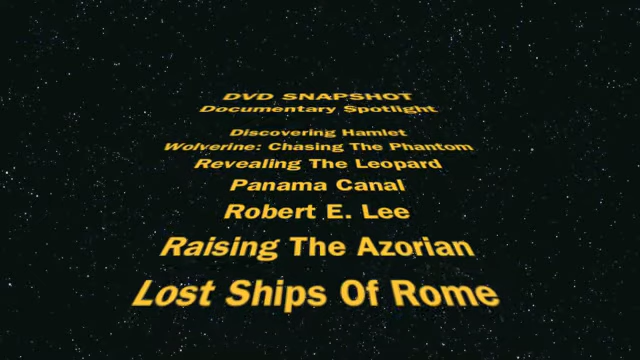 DVD SNAPSHOT
Documentary Spotlight
Discovering Hamlet
Wolverine: Chasing The Phantom
Revealing The Leopard
Panama Canal
Robert E. Lee
Raising The Azorian
Lost Ships Of Rome